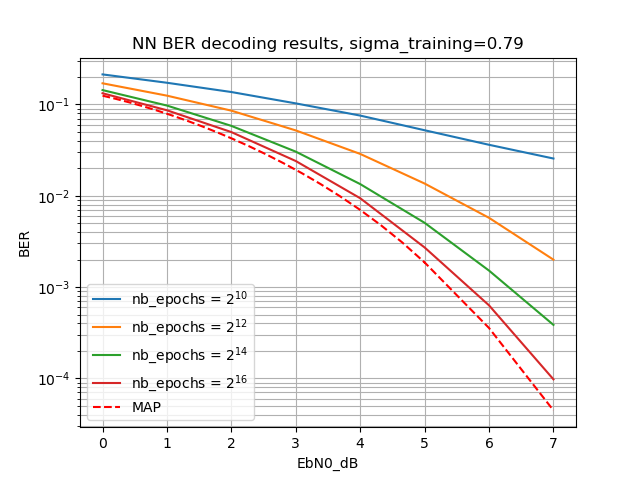 NN BER decoding results, sigma_training=0.79
BER
10⁻¹
10⁻²
10⁻³
10⁻⁴
nb_epochs = 2¹⁰
nb_epochs = 2¹²
nb_epochs = 2¹⁴
nb_epochs = 2¹⁶
MAP
0 1 2 3 4 5 6 7
EbN0_dB